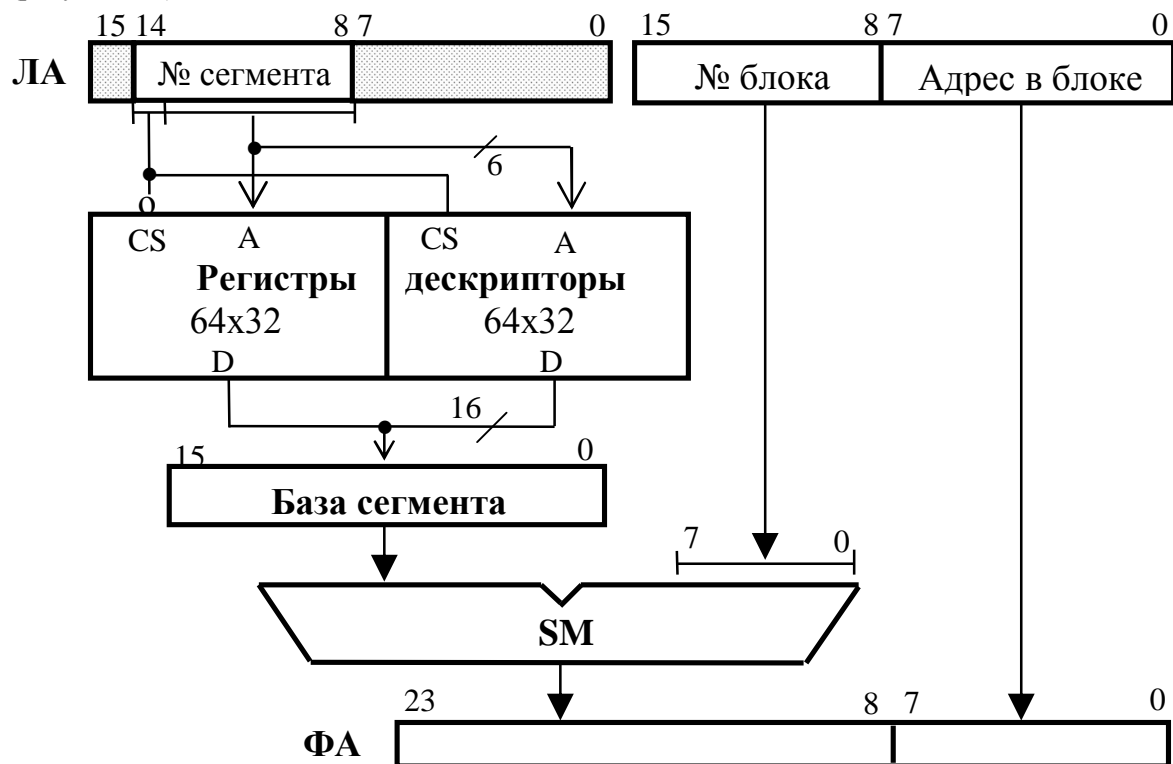 15 14 8 7 0 15 8 7 0
ЛА № сегмента № блока Адрес в блоке
6
CS A CS A
Регистры дескрипторы
64x32 64x32
D D
16
15 0
База сегмента
7 0
SM
23 8 7 0
ФА